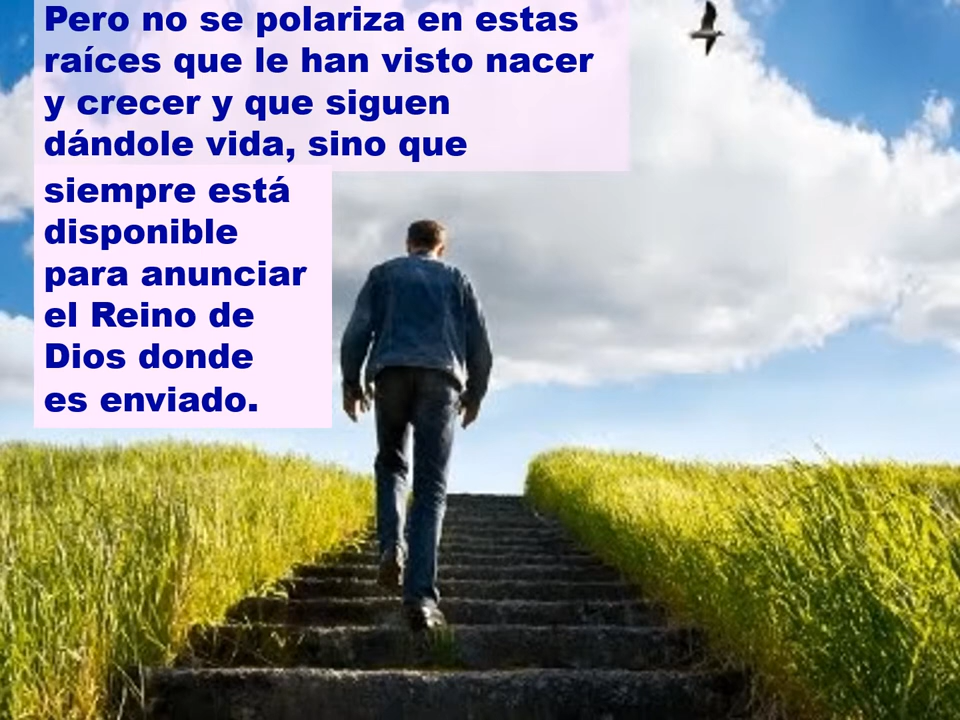 Pero no se polariza en estas
raíces que le han visto nacer
y crecer y que siguen
dándole vida, sino que
siempre está
disponible
para anunciar
el Reino de
Dios donde
es enviado.